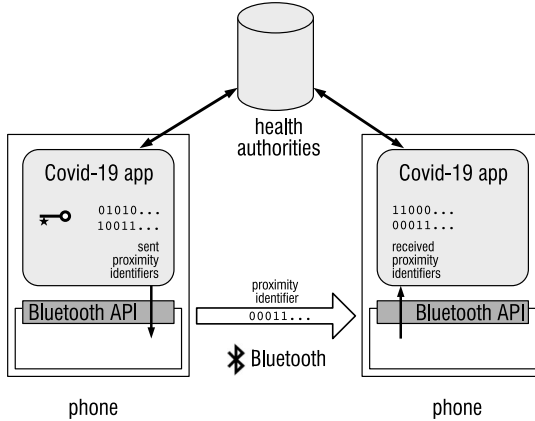 health
authorities
Covid-19 app
01010...
10011...
sent
proximity
identifiers
Bluetooth API
phone
proximity
identifier
00011...
Bluetooth
Covid-19 app
11000...
00011...
received
proximity
identifiers
Bluetooth API
phone